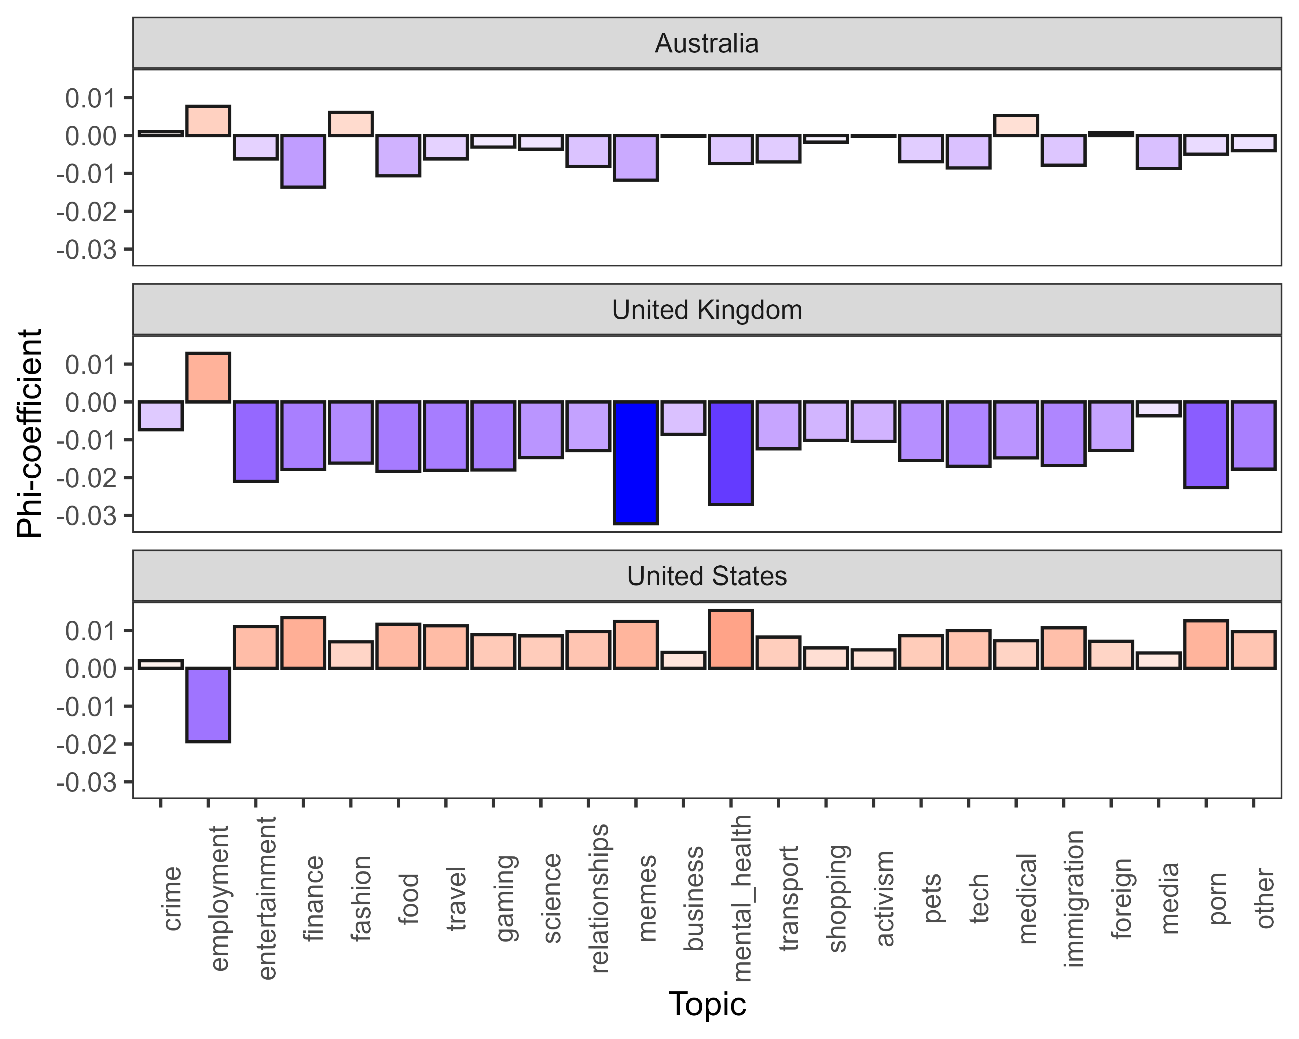 Australia
0.01
0.00
-0.01
-0.02
-0.03
United Kingdom
0.01
0.00
-0.01
-0.02
-0.03
Phi-coefficient
United States
0.01
0.00
-0.01
-0.02
-0.03
crime
employment
entertainment
finance
fashion
food
travel
gaming
science
relationships
memes
business
mental_health
transport
shopping
activism
pets
tech
medical
immigration
foreign
media
porn
other
Topic